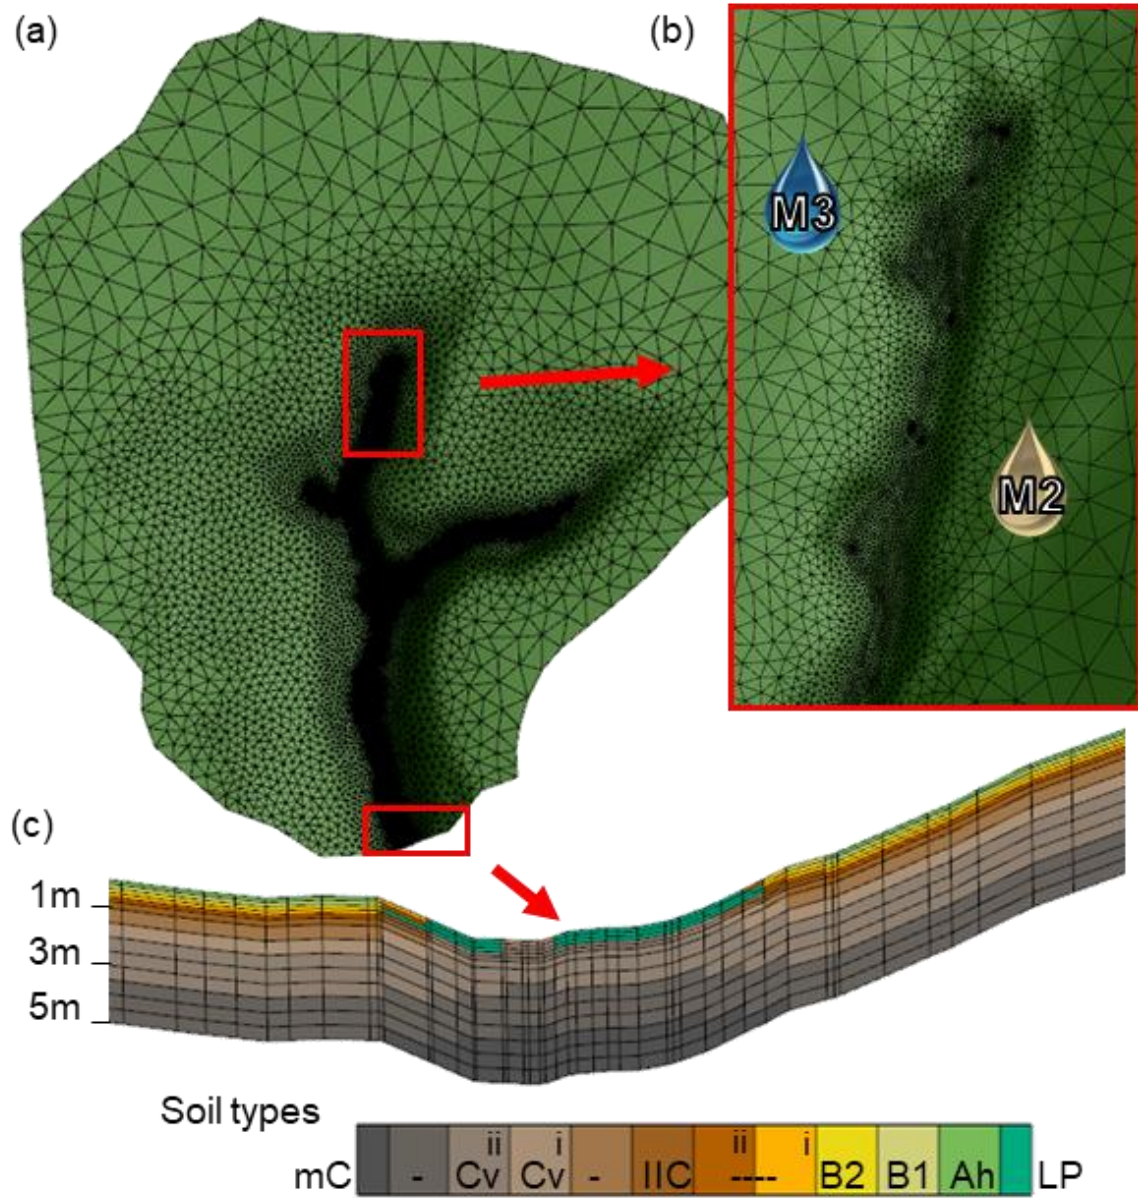 (a)
(b)
M3
M2
(c)
1m
3m
5m
Soil types
ii i ii i
mC - Cv Cv - IIC ---- B2 B1 Ah LP